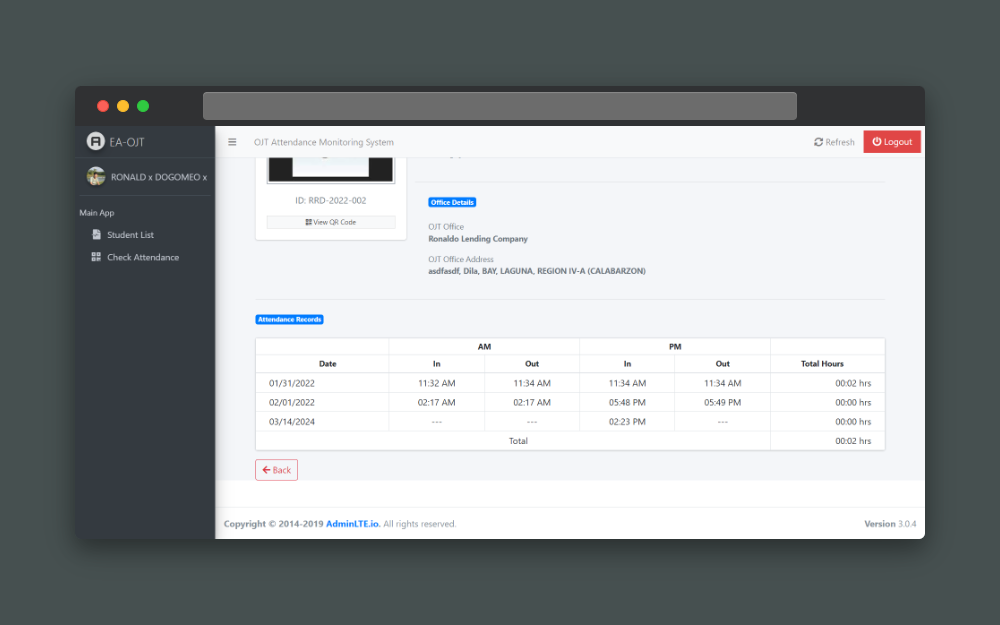 EA-OJT
OJT Attendance Monitoring System
Refresh
Logout
RONALD x DOGOMEO x
Main App
Student List
Check Attendance
ID: RRD-2022-002
View QR Code
Office Details
OJT Office
Ronaldo Lending Company
OJT Office Address
asdfasdf, Dila, BAY, LAGUNA, REGION IV-A (CALABARZON)
Attendance Records
AM PM
Date In Out In Out Total Hours
01/31/2022 11:32 AM 11:34 AM 11:34 AM 11:34 AM 00:02 hrs
02/01/2022 02:17 AM 02:17 AM 05:48 PM 05:49 PM 00:00 hrs
03/14/2024 --- --- 02:23 PM --- 00:00 hrs
Total 00:02 hrs
Back
Copyright © 2014-2019 AdminLTE.io. All rights reserved.
Version 3.0.4